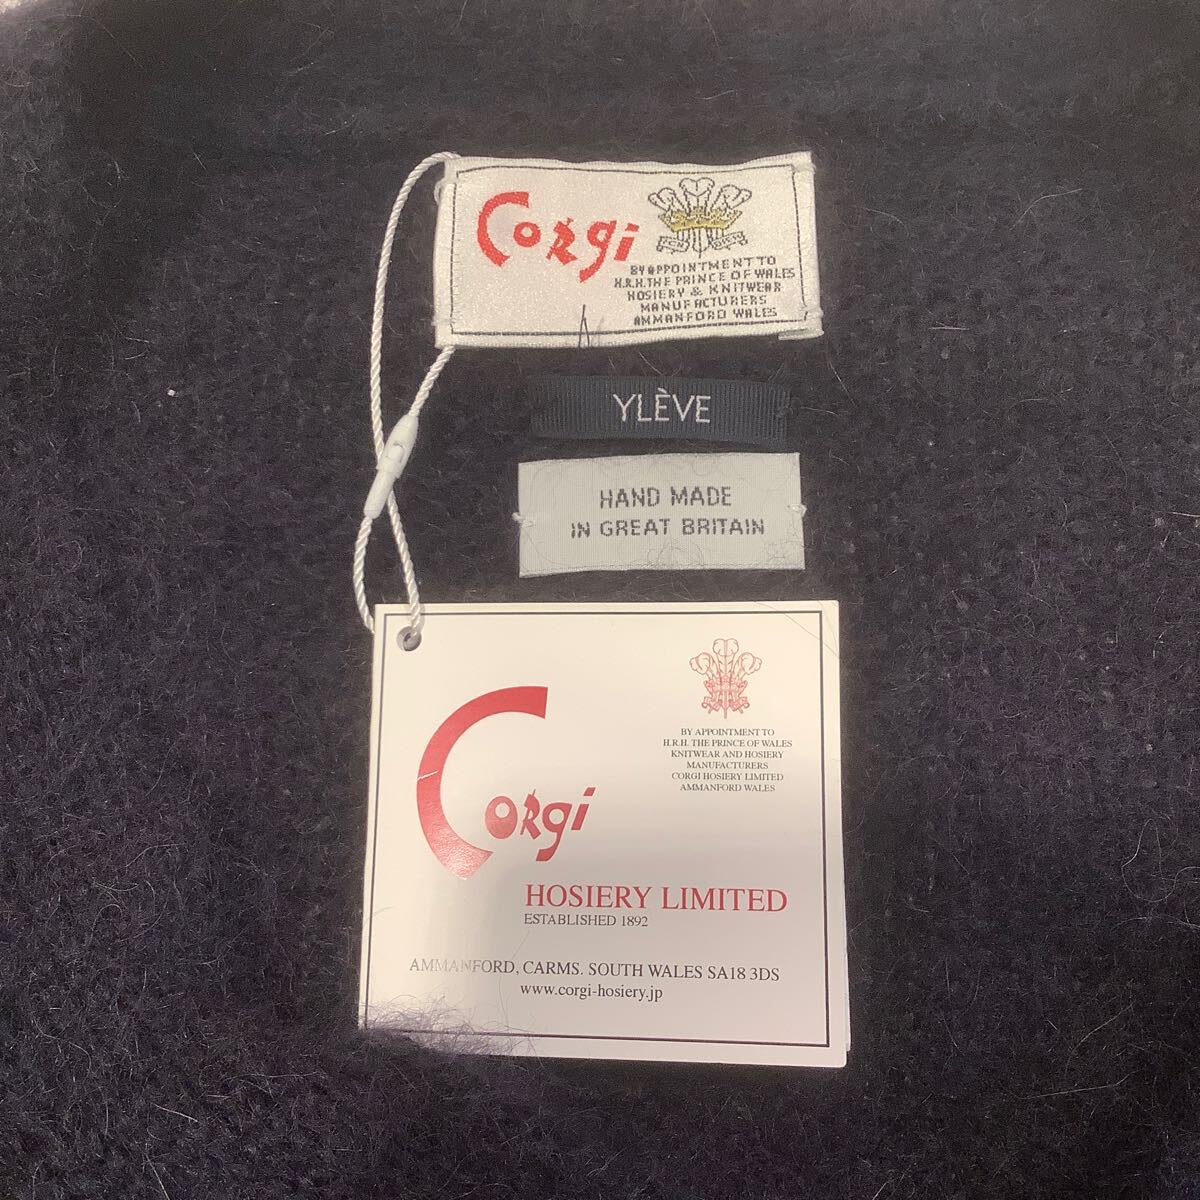 Corgi
BY APPOINTMENT TO
H.R.H. THE PRINCE OF WALES
HOSIERY & KNITWEAR
MANUFACTURERS
AMMANFORD WALES
YLÈVE
HAND MADE
IN GREAT BRITAIN
BY APPOINTMENT TO
H.R.H. THE PRINCE OF WALES
KNITWEAR AND HOSIERY
MANUFACTURERS
CORGI HOSIERY LIMITED
AMMANFORD WALES
CORgi
HOSIERY LIMITED
ESTABLISHED 1892
AMMANFORD, CARMS. SOUTH WALES SA18 3DS
www.corgi-hosiery.jp